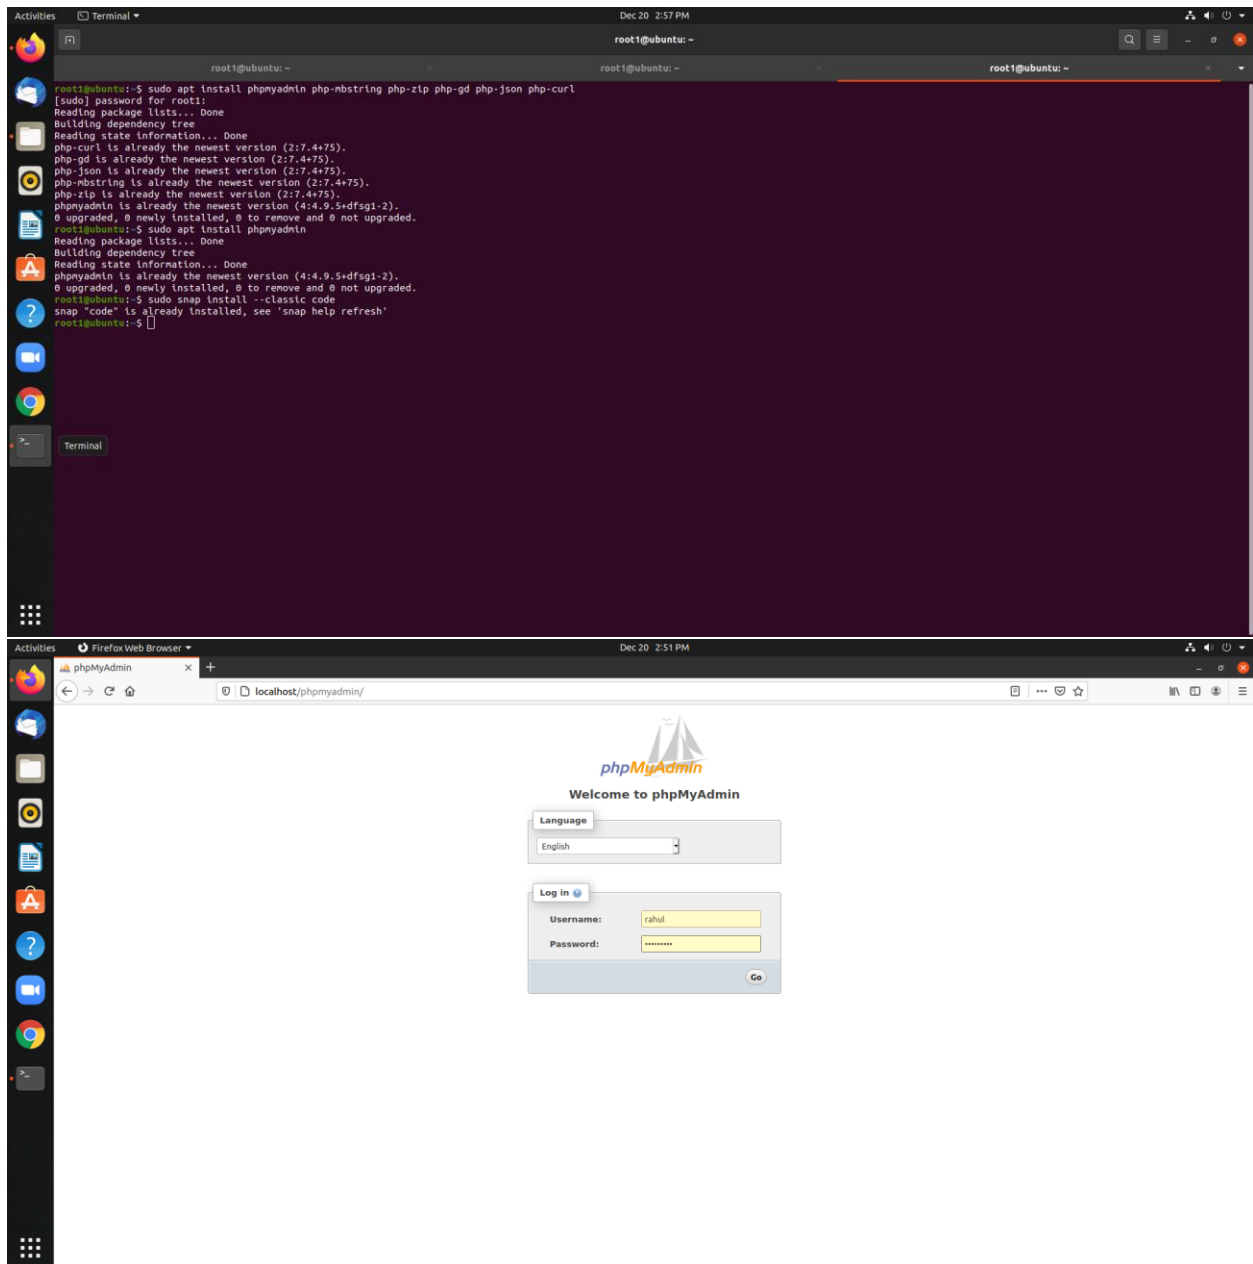 Activities Terminal Dec 20 2:57 PM
root1@ubuntu: ~
root1@ubuntu: ~ root1@ubuntu: ~ root1@ubuntu: ~
root1@ubuntu:~$ sudo apt install phpmyadmin php-mbstring php-zip php-gd php-json php-curl
[sudo] password for root1:
Reading package lists... Done
Building dependency tree
Reading state information... Done
php-curl is already the newest version (2:7.4+75).
php-gd is already the newest version (2:7.4+75).
php-json is already the newest version (2:7.4+75).
php-mbstring is already the newest version (2:7.4+75).
php-zip is already the newest version (2:7.4+75).
phpmyadmin is already the newest version (4:4.9.5+dfsg1-2).
0 upgraded, 0 newly installed, 0 to remove and 0 not upgraded.
root1@ubuntu:~$ sudo apt install phpmyadmin
Reading package lists... Done
Building dependency tree
Reading state information... Done
phpmyadmin is already the newest version (4:4.9.5+dfsg1-2).
0 upgraded, 0 newly installed, 0 to remove and 0 not upgraded.
root1@ubuntu:~$ sudo snap install --classic code
snap "code" is already installed, see 'snap help refresh'
root1@ubuntu:~$
Terminal
Activities Firefox Web Browser Dec 20 2:51 PM
phpMyAdmin
localhost/phpmyadmin/
phpMyAdmin
Welcome to phpMyAdmin
Language
English
Log in
Username: rahul
Password: •••••••••
Go